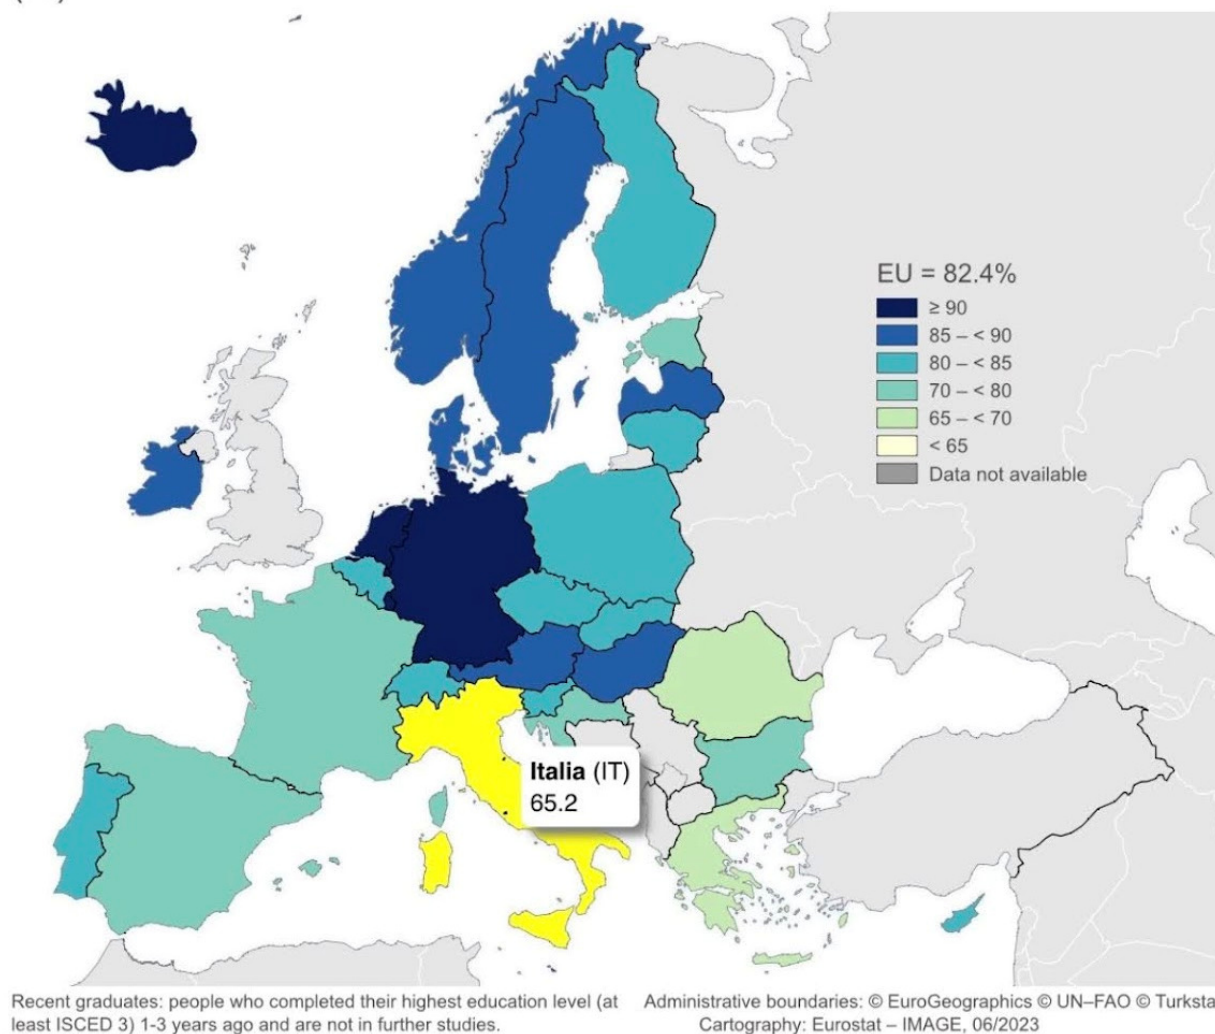 EU = 82.4%
≥ 90
85 – < 90
80 – < 85
70 – < 80
65 – < 70
< 65
Data not available
Italia (IT)
65.2
Recent graduates: people who completed their highest education level (at
least ISCED 3) 1-3 years ago and are not in further studies.
Administrative boundaries: © EuroGeographics © UN–FAO © Turksta
Cartography: Eurostat – IMAGE, 06/2023